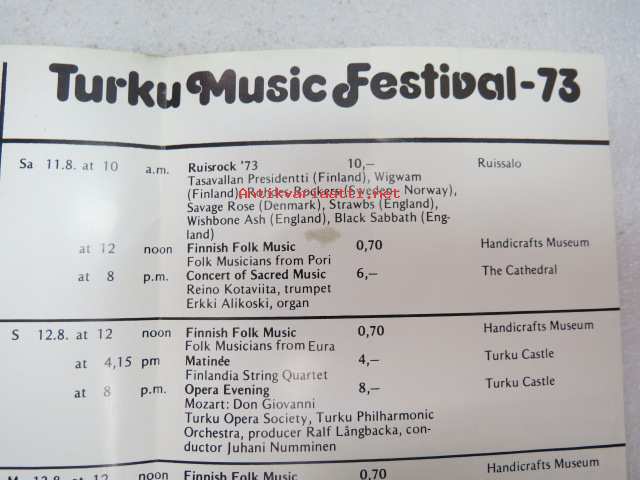 Turku Music Festival-73
Sa 11.8. at 10 a.m. Ruisrock '73 10,– Ruissalo
Tasavallan Presidentti (Finland), Wigwam
(Finland), Rockers (Sweden, Norway),
Antikvariaatti.net
Savage Rose (Denmark), Strawbs (England),
Wishbone Ash (England), Black Sabbath (Eng-
land)
at 12 noon Finnish Folk Music 0,70 Handicrafts Museum
Folk Musicians from Pori
at 8 p.m. Concert of Sacred Music 6,– The Cathedral
Reino Kotaviita, trumpet
Erkki Alikoski, organ
S 12.8. at 12 noon Finnish Folk Music 0,70 Handicrafts Museum
Folk Musicians from Eura
at 4,15 pm Matinée 4,– Turku Castle
Finlandia String Quartet
at 8 p.m. Opera Evening 8,– Turku Castle
Mozart: Don Giovanni
Turku Opera Society, Turku Philharmonic
Orchestra, producer Ralf Långbacka, con-
ductor Juhani Numminen
M 13.8. at 12 noon Finnish Folk Music 0,70 Handicrafts Museum